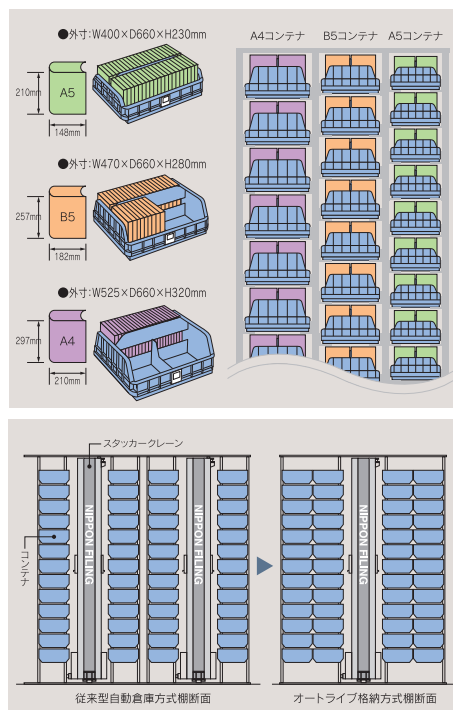 ●外寸:W400×D660×H230mm
A4コンテナ B5コンテナ A5コンテナ
210mm
A5
148mm
●外寸:W470×D660×H280mm
257mm
B5
182mm
●外寸:W525×D660×H320mm
297mm
A4
210mm
スタッカークレーン
コンテナ
NIPPON FILING
NIPPON FILING
NIPPON FILING
従来型自動倉庫方式棚断面
オートライブ格納方式棚断面